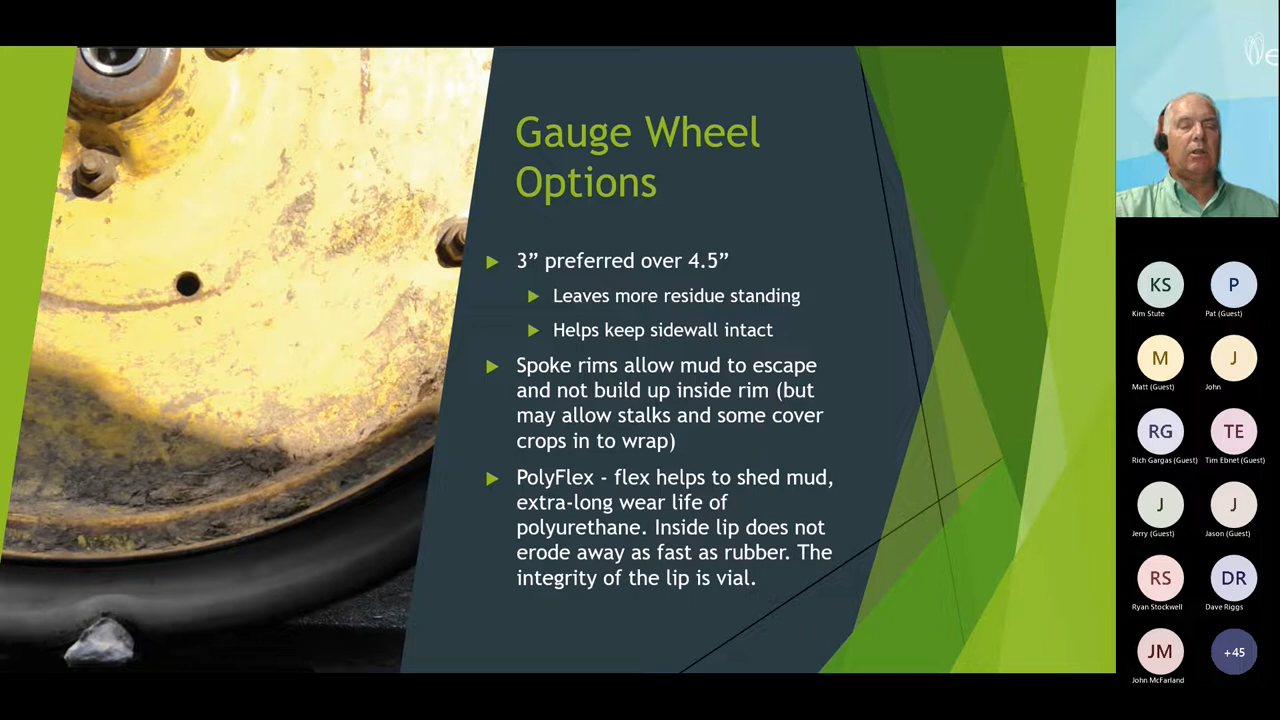 Gauge Wheel
Options
3” preferred over 4.5”
Leaves more residue standing
Helps keep sidewall intact
Spoke rims allow mud to escape
and not build up inside rim (but
may allow stalks and some cover
crops in to wrap)
PolyFlex - flex helps to shed mud,
extra-long wear life of
polyurethane. Inside lip does not
erode away as fast as rubber. The
integrity of the lip is vial.
KS
P
Kim Stute
Pat (Guest)
M
J
Matt (Guest)
John
RG
TE
Rich Gargas (Guest)
Tim Ebnet (Guest)
J
J
Jerry (Guest)
Jason (Guest)
RS
DR
Ryan Stockwell
Dave Riggs
JM
+45
John McFarland